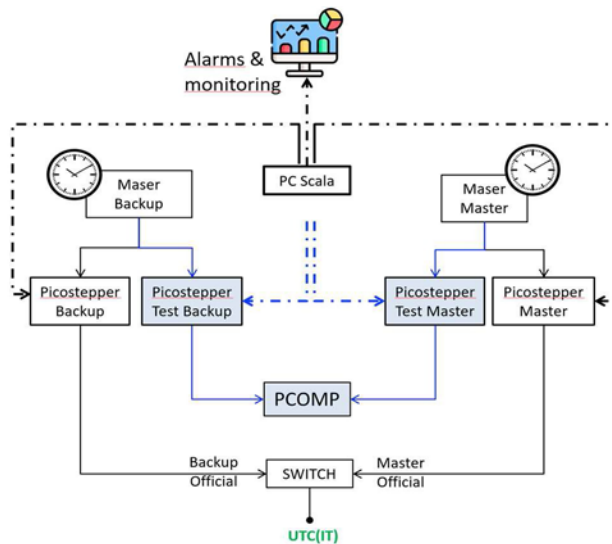 Alarms &
monitoring
Maser
Backup
PC Scala
Maser
Master
Picostepper
Backup
Picostepper
Test Backup
Picostepper
Test Master
Picostepper
Master
PCOMP
Backup
Official
SWITCH
Master
Official
UTC(IT)